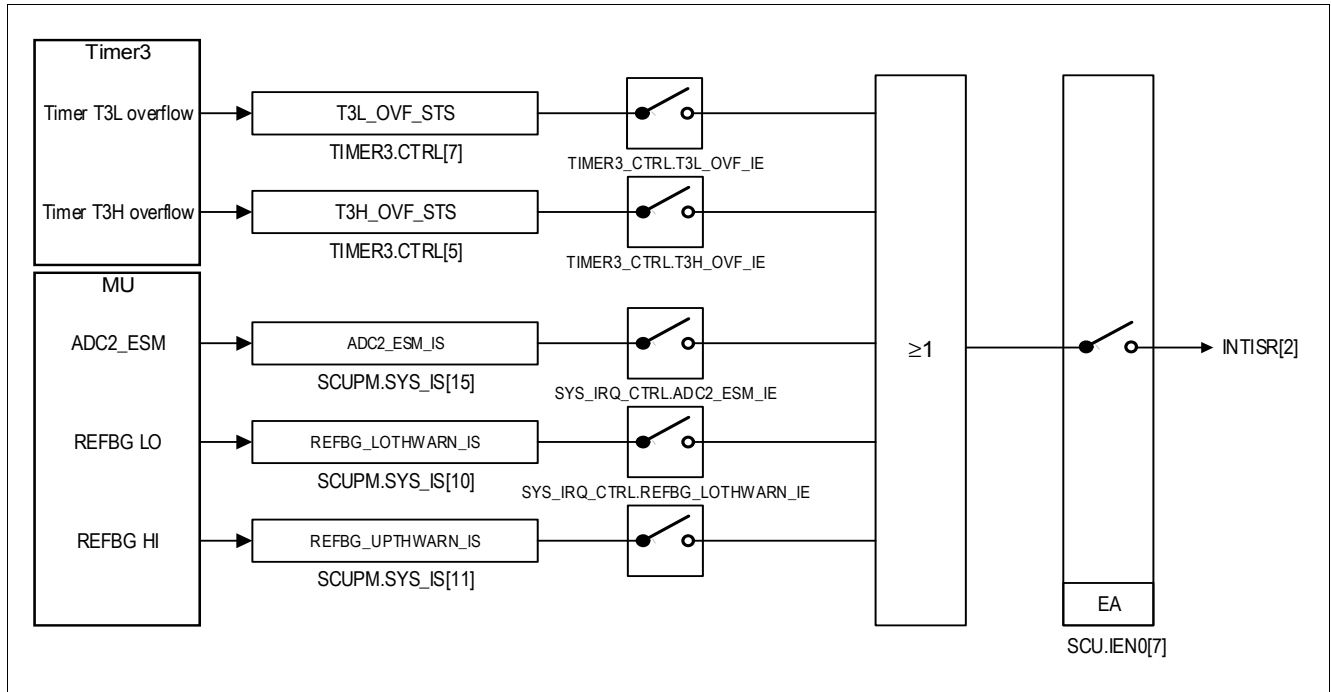 Timer3
Timer T3L overflow
T3L_OVF_STS
TIMER3.CTRL[7]
TIMER3_CTRL.T3L_OVF_IE
Timer T3H overflow
T3H_OVF_STS
TIMER3.CTRL[5]
TIMER3_CTRL.T3H_OVF_IE
MU
ADC2_ESM
ADC2_ESM_IS
SCUPM.SYS_IS[15]
SYS_IRQ_CTRL.ADC2_ESM_IE
REFBG LO
REFBG_LOTHWARN_IS
SCUPM.SYS_IS[10]
SYS_IRQ_CTRL.REFBG_LOTHWARN_IE
REFBG HI
REFBG_UPTHWARN_IS
SCUPM.SYS_IS[11]
≥1
INTISR[2]
EA
SCU.IEN0[7]